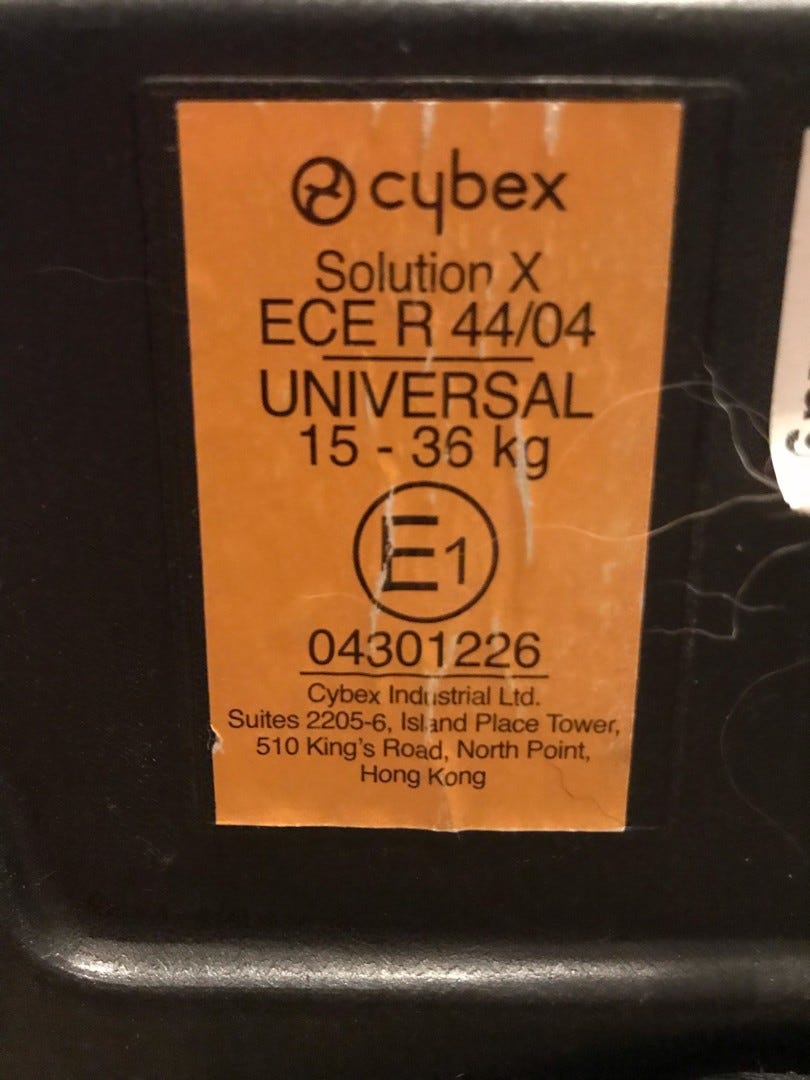 cybex
Solution X
ECE R 44/04
UNIVERSAL
15 - 36 kg
E1
04301226
Cybex Industrial Ltd.
Suites 2205-6, Island Place Tower,
510 King's Road, North Point,
Hong Kong